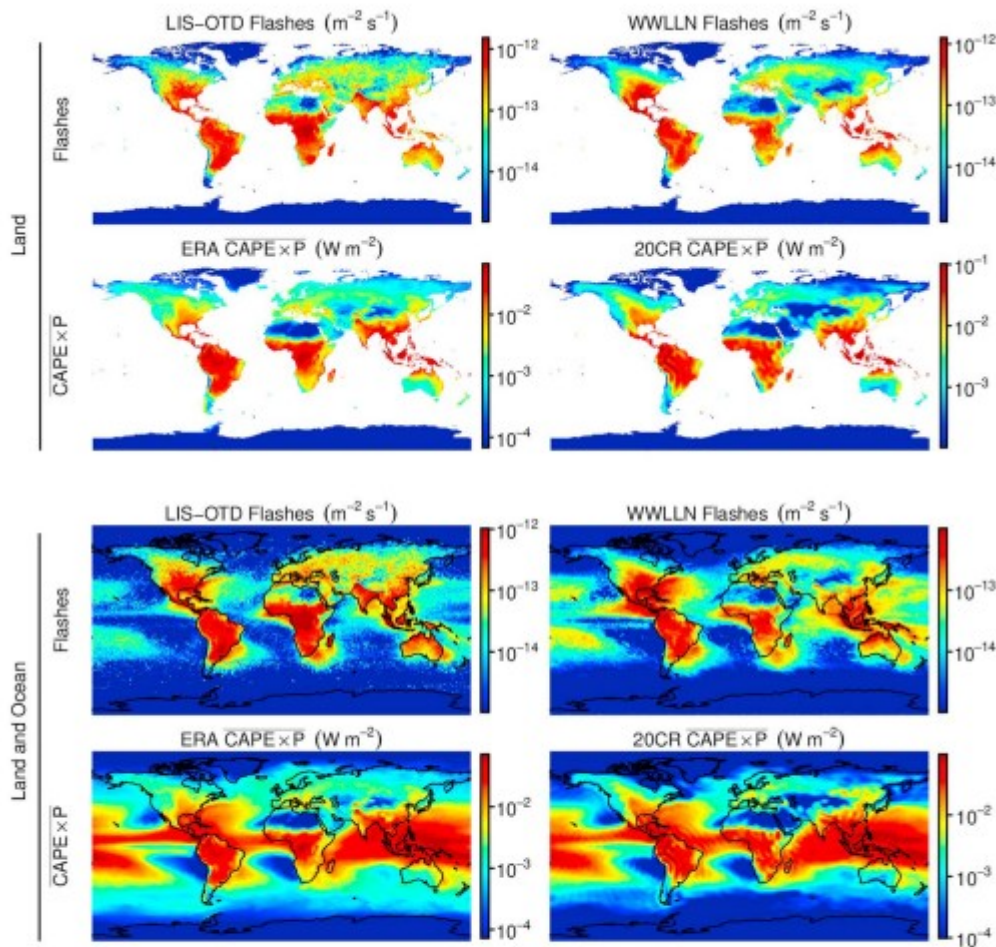 LIS−OTD Flashes (m⁻² s⁻¹)
WWLLN Flashes (m⁻² s⁻¹)
Flashes
10⁻¹²
10⁻¹³
10⁻¹⁴
10⁻¹²
10⁻¹³
10⁻¹⁴
Land
ERA CAPE×P (W m⁻²)
20CR CAPE×P (W m⁻²)
CAPE×P
10⁻²
10⁻³
10⁻⁴
10⁻¹
10⁻²
10⁻³
LIS−OTD Flashes (m⁻² s⁻¹)
WWLLN Flashes (m⁻² s⁻¹)
Flashes
10⁻¹²
10⁻¹³
10⁻¹⁴
10⁻¹³
10⁻¹⁴
Land and Ocean
ERA CAPE×P (W m⁻²)
20CR CAPE×P (W m⁻²)
CAPE×P
10⁻²
10⁻³
10⁻⁴
10⁻²
10⁻³
10⁻⁴